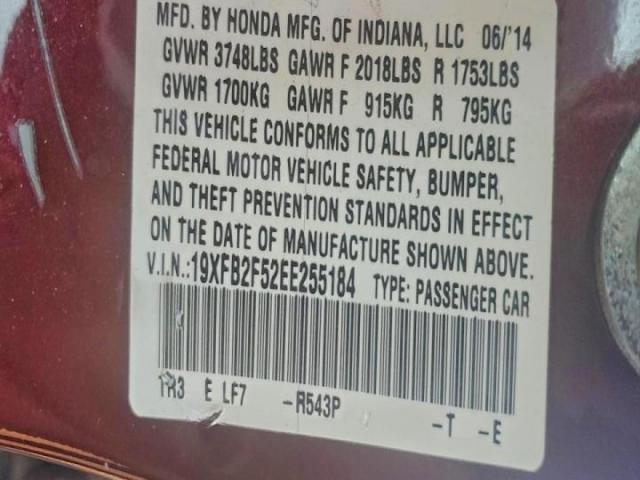 MFD. BY HONDA MFG. OF INDIANA, LLC 06/'14
GVWR 3748LBS GAWR F 2018LBS R 1753LBS
GVWR 1700KG GAWR F 915KG R 795KG
THIS VEHICLE CONFORMS TO ALL APPLICABLE
FEDERAL MOTOR VEHICLE SAFETY, BUMPER,
AND THEFT PREVENTION STANDARDS IN EFFECT
ON THE DATE OF MANUFACTURE SHOWN ABOVE.
V.I.N.:19XFB2F52EE255184 TYPE: PASSENGER CAR
TR3 E LF7 -R543P -T -E